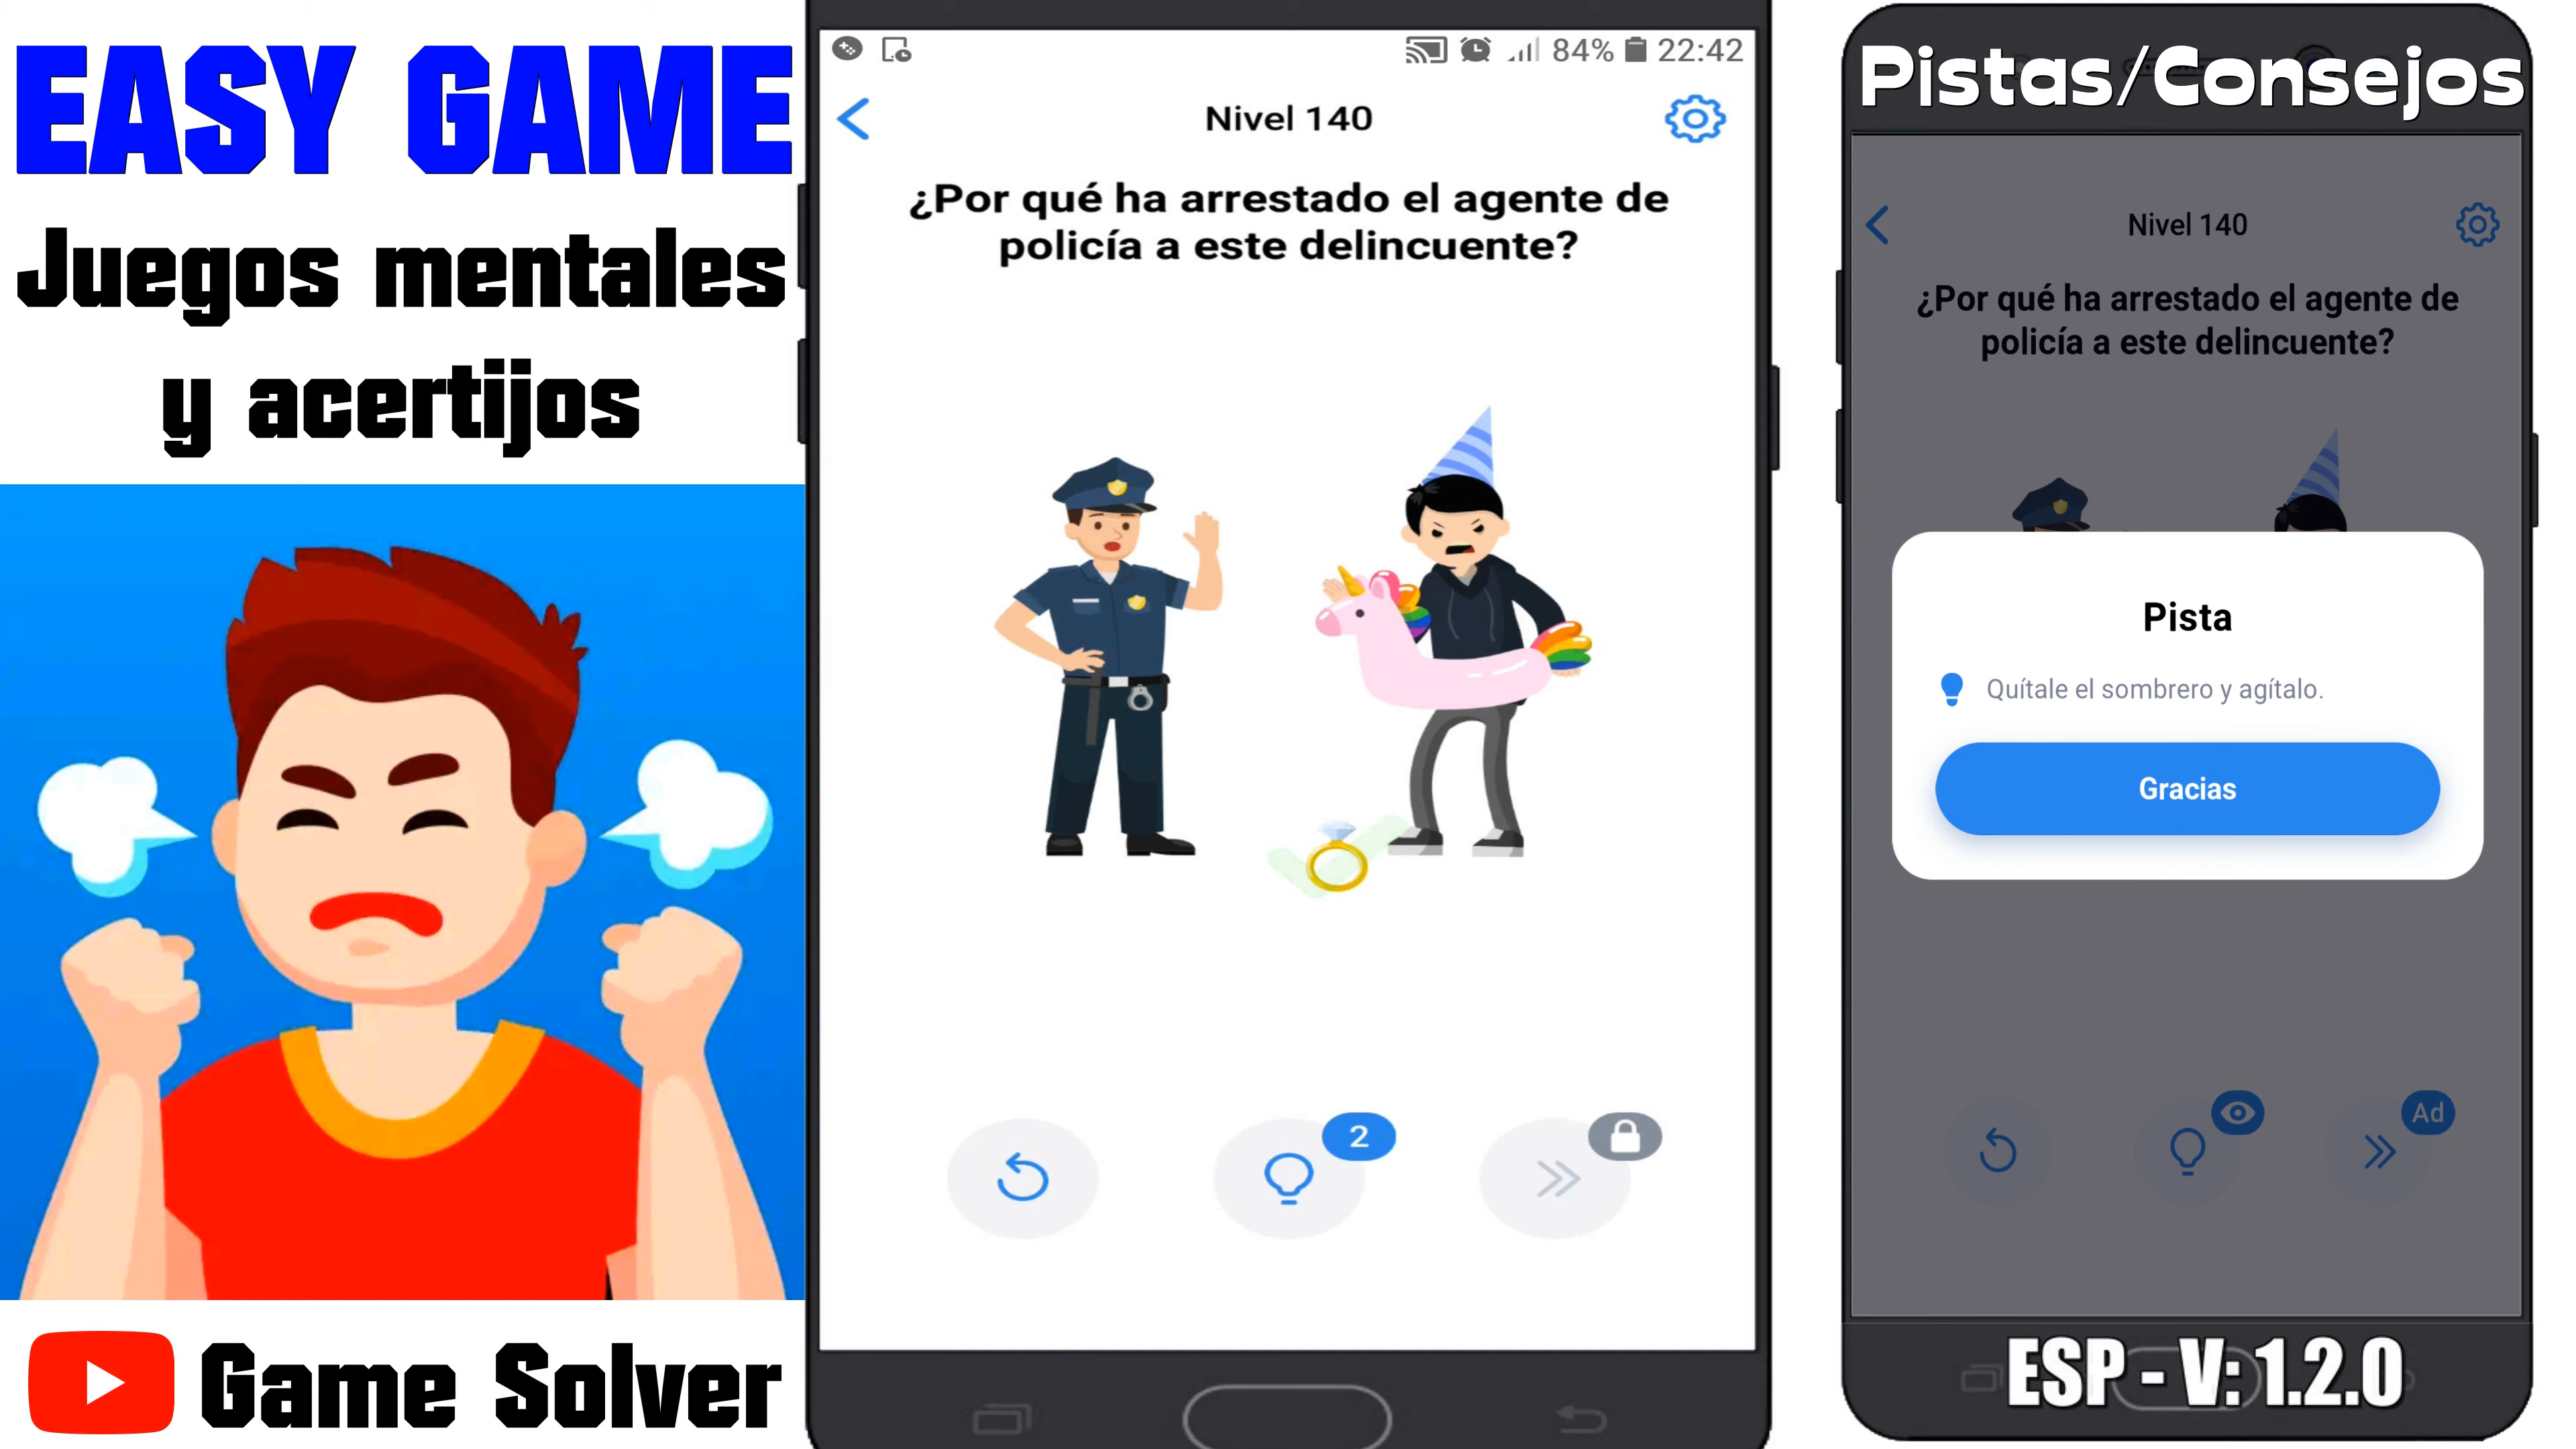 EASY GAME
Juegos mentales
y acertijos
Game Solver
84% 22:42
Nivel 140
¿Por qué ha arrestado el agente de
policía a este delincuente?
2
Pistas/Consejos
Nivel 140
¿Por qué ha arrestado el agente de
policía a este delincuente?
Pista
Quítale el sombrero y agítalo.
Gracias
Ad
ESP - V: 1.2.0